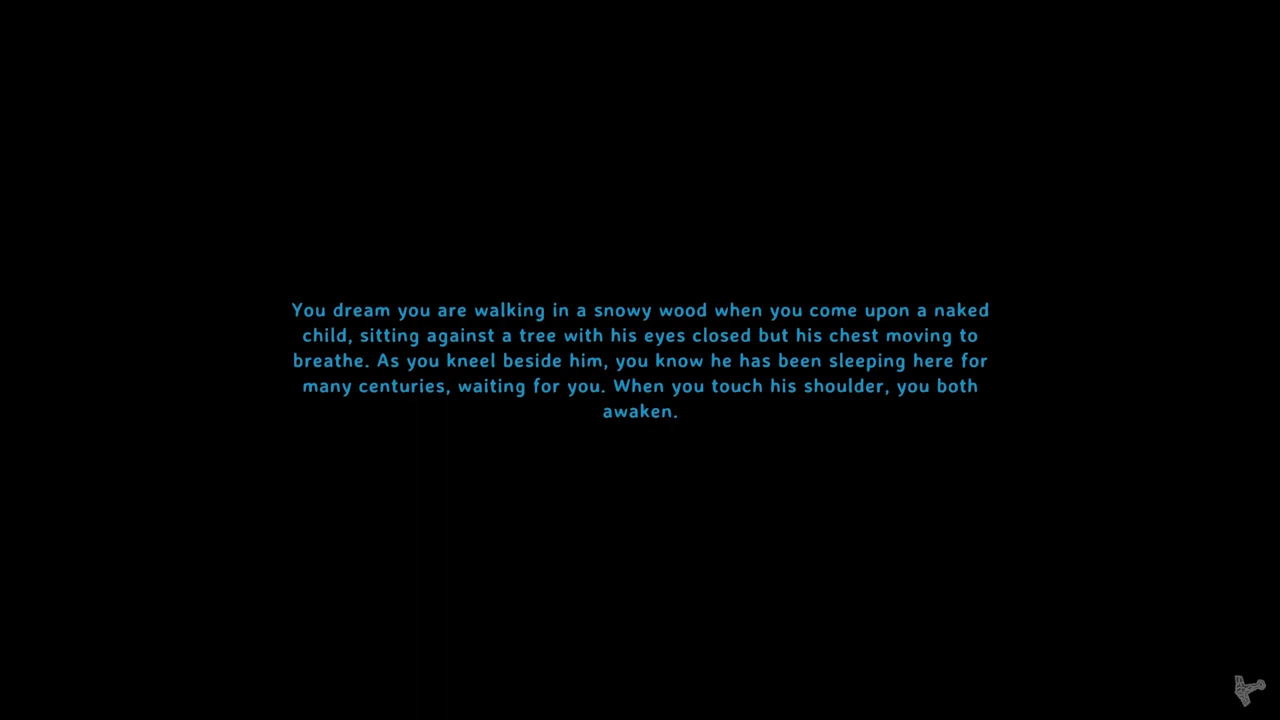 You dream you are walking in a snowy wood when you come upon a naked
child, sitting against a tree with his eyes closed but his chest moving to
breathe. As you kneel beside him, you know he has been sleeping here for
many centuries, waiting for you. When you touch his shoulder, you both
awaken.